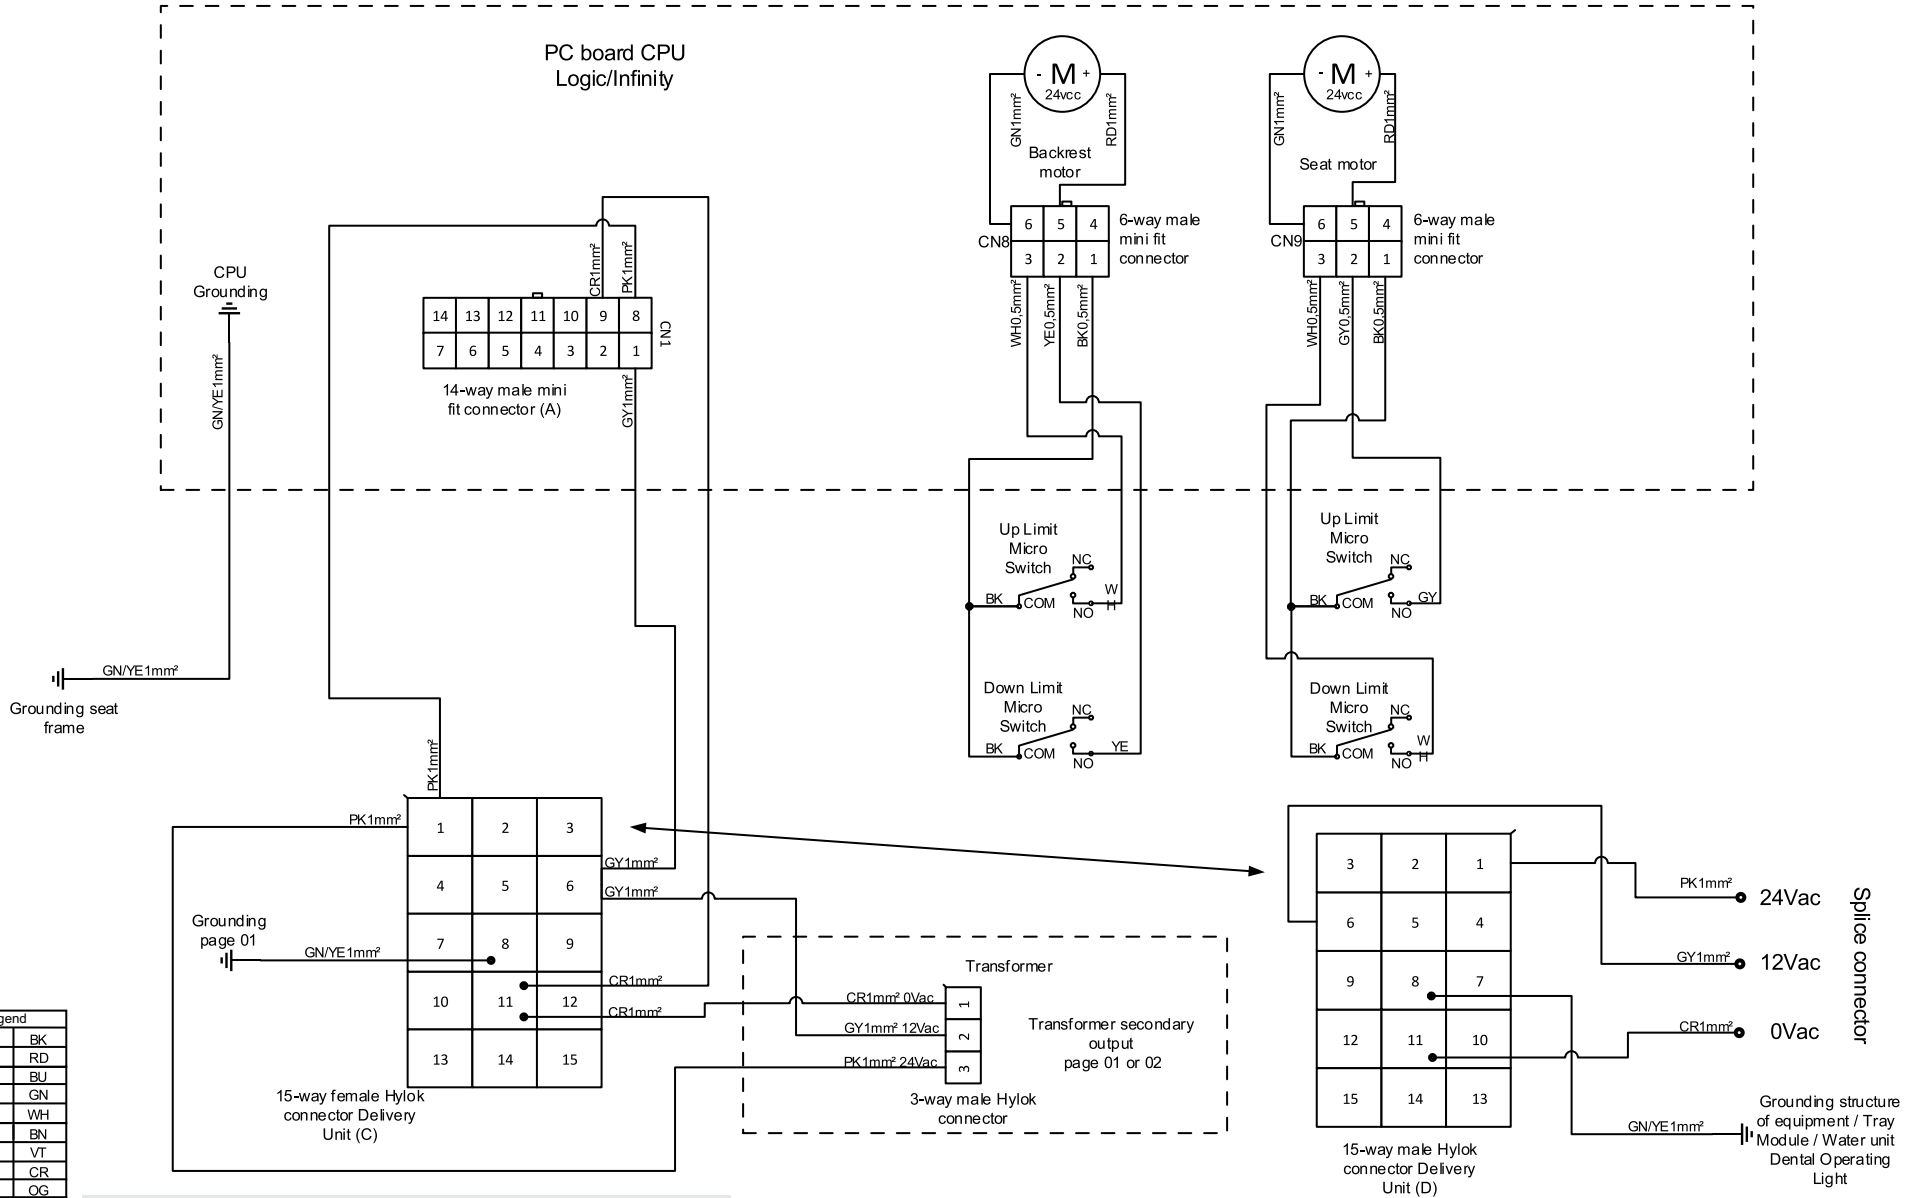 PC board CPU
Logic/Infinity
- M +
24vcc
GN1mm²
RD1mm²
Backrest
motor
- M +
24vcc
GN1mm²
RD1mm²
Seat motor
6 5 4
3 2 1
CN8
6-way male
mini fit
connector
6 5 4
3 2 1
CN9
6-way male
mini fit
connector
WH0,5mm²
YE0,5mm²
BK0,5mm²
WH0,5mm²
GY0,5mm²
BK0,5mm²
CPU
Grounding
GN/YE1mm²
CR1mm²
PK1mm²
14 13 12 11 10 9 8
7 6 5 4 3 2 1
CN1
14-way male mini
fit connector (A)
GY1mm²
Up Limit
Micro
Switch
NC
BK
COM
NO
W
H
Up Limit
Micro
Switch
NC
BK
COM
NO
GY
GN/YE1mm²
Grounding seat
frame
Down Limit
Micro
Switch
NC
BK
COM
NO
YE
Down Limit
Micro
Switch
NC
BK
COM
NO
W
H
PK1mm²
PK1mm²
1 2 3
4 5 6
7 8 9
10 11 12
13 14 15
GY1mm²
GY1mm²
Grounding
page 01
GN/YE1mm²
CR1mm²
CR1mm²
15-way female Hylok
connector Delivery
Unit (C)
Transformer
CR1mm² 0Vac
GY1mm² 12Vac
PK1mm² 24Vac
1
2
3
Transformer secondary
output
page 01 or 02
3-way male Hylok
connector
3 2 1
6 5 4
9 8 7
12 11 10
15 14 13
15-way male Hylok
connector Delivery
Unit (D)
PK1mm²
24Vac
GY1mm²
12Vac
CR1mm²
0Vac
Splice connector
GN/YE1mm²
Grounding structure
of equipment / Tray
Module / Water unit
Dental Operating
Light
gend
BK
RD
BU
GN
WH
BN
VT
CR
OG